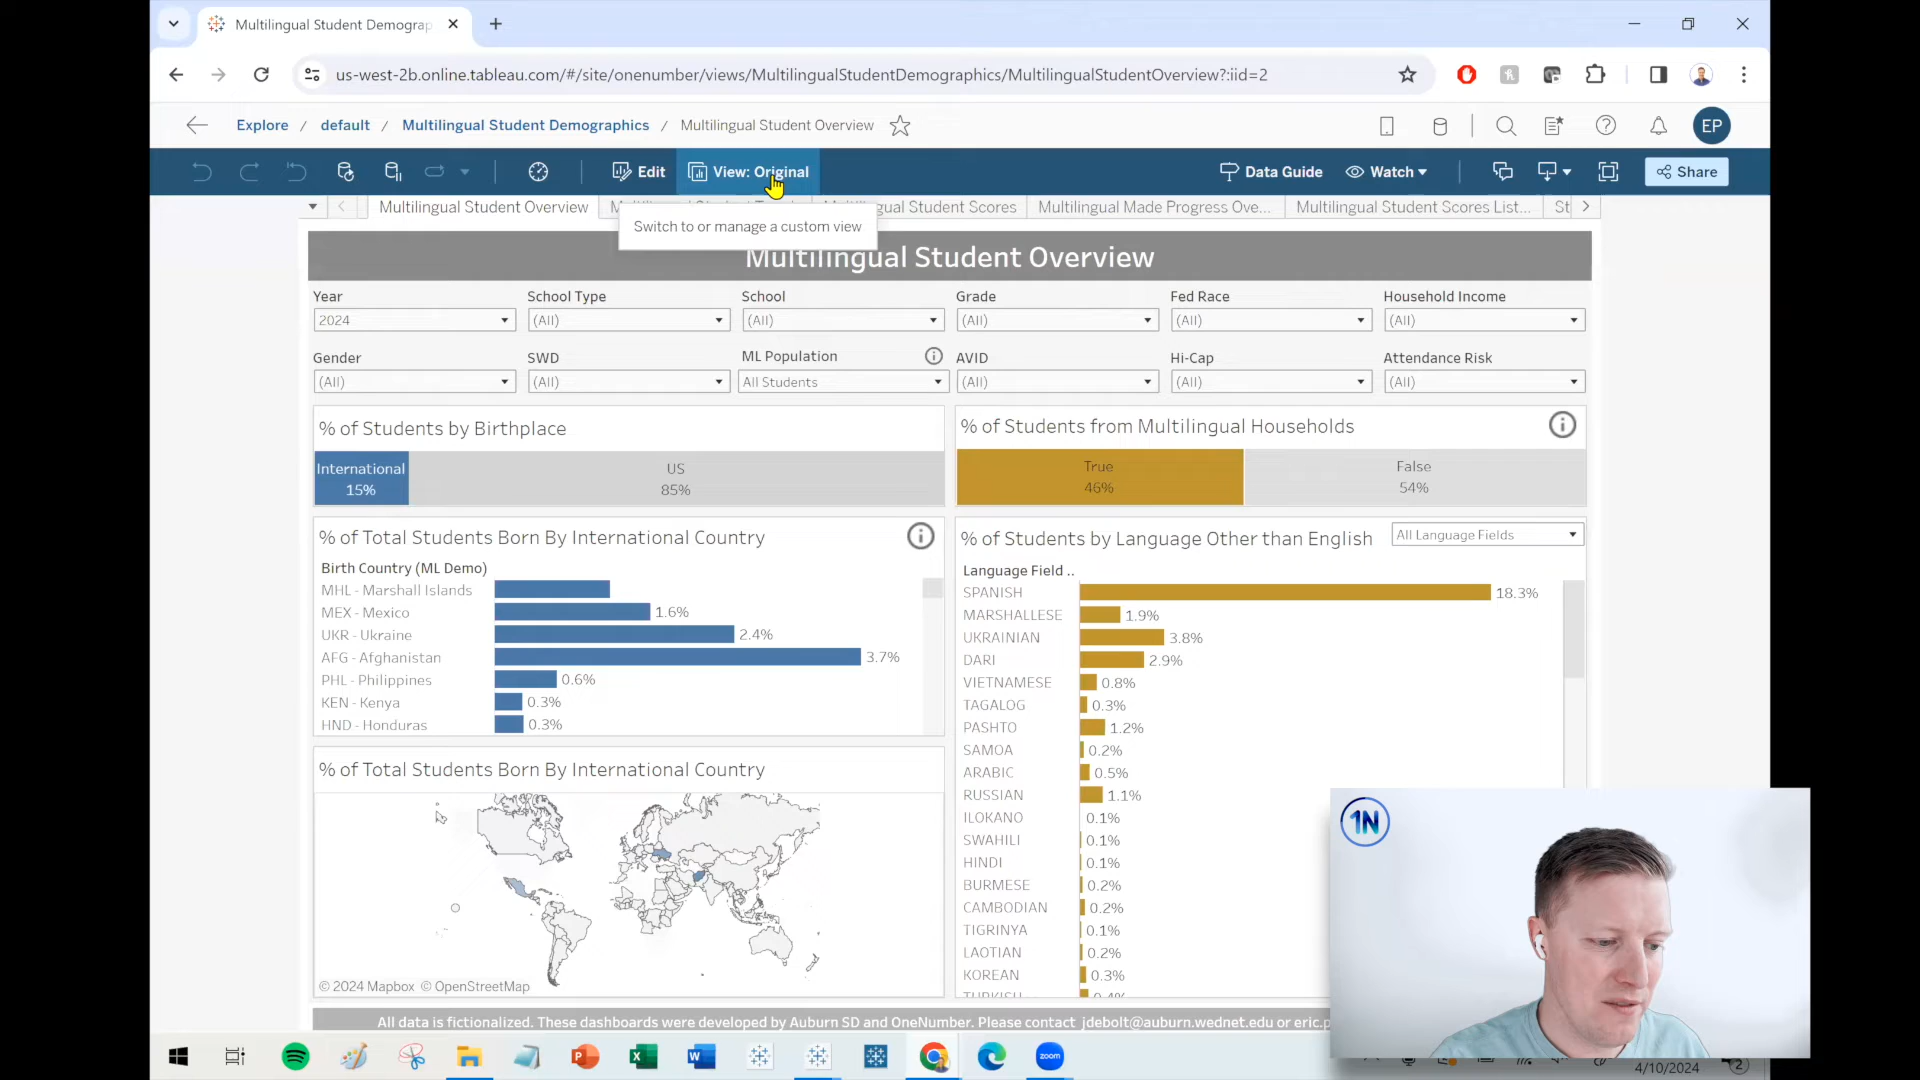 Multilingual Student Demograp
us-west-2b.online.tableau.com/#/site/onenumber/views/MultilingualStudentDemographics/MultilingualStudentOverview?:iid=2
Explore / default / Multilingual Student Demographics / Multilingual Student Overview
EP
Edit
View: Original
Data Guide
Watch
Share
Multilingual Student Overview
Multilingual Student Scores
Multilingual Made Progress Ove...
Multilingual Student Scores List...
St
Switch to or manage a custom view
Multilingual Student Overview
Year School Type School Grade Fed Race Household Income
2024 (All) (All) (All) (All) (All)
Gender SWD ML Population AVID Hi-Cap Attendance Risk
(All) (All) All Students (All) (All) (All)
% of Students by Birthplace
International
15%
US
85%
% of Students from Multilingual Households
True
46%
False
54%
% of Total Students Born By International Country
Birth Country (ML Demo)
MHL - Marshall Islands
MEX - Mexico 1.6%
UKR - Ukraine 2.4%
AFG - Afghanistan 3.7%
PHL - Philippines 0.6%
KEN - Kenya 0.3%
HND - Honduras 0.3%
% of Total Students Born By International Country
© 2024 Mapbox © OpenStreetMap
% of Students by Language Other than English
All Language Fields
Language Field ..
SPANISH 18.3%
MARSHALLESE 1.9%
UKRAINIAN 3.8%
DARI 2.9%
VIETNAMESE 0.8%
TAGALOG 0.3%
PASHTO 1.2%
SAMOA 0.2%
ARABIC 0.5%
RUSSIAN 1.1%
ILOKANO 0.1%
SWAHILI 0.1%
HINDI 0.1%
BURMESE 0.2%
CAMBODIAN 0.2%
TIGRINYA 0.1%
LAOTIAN 0.2%
KOREAN 0.3%
TURKISH 0.4%
All data is fictionalized. These dashboards were developed by Auburn SD and OneNumber. Please contact jdebolt@auburn.wednet.edu or eric.p
1N
zoom
4/10/2024
2